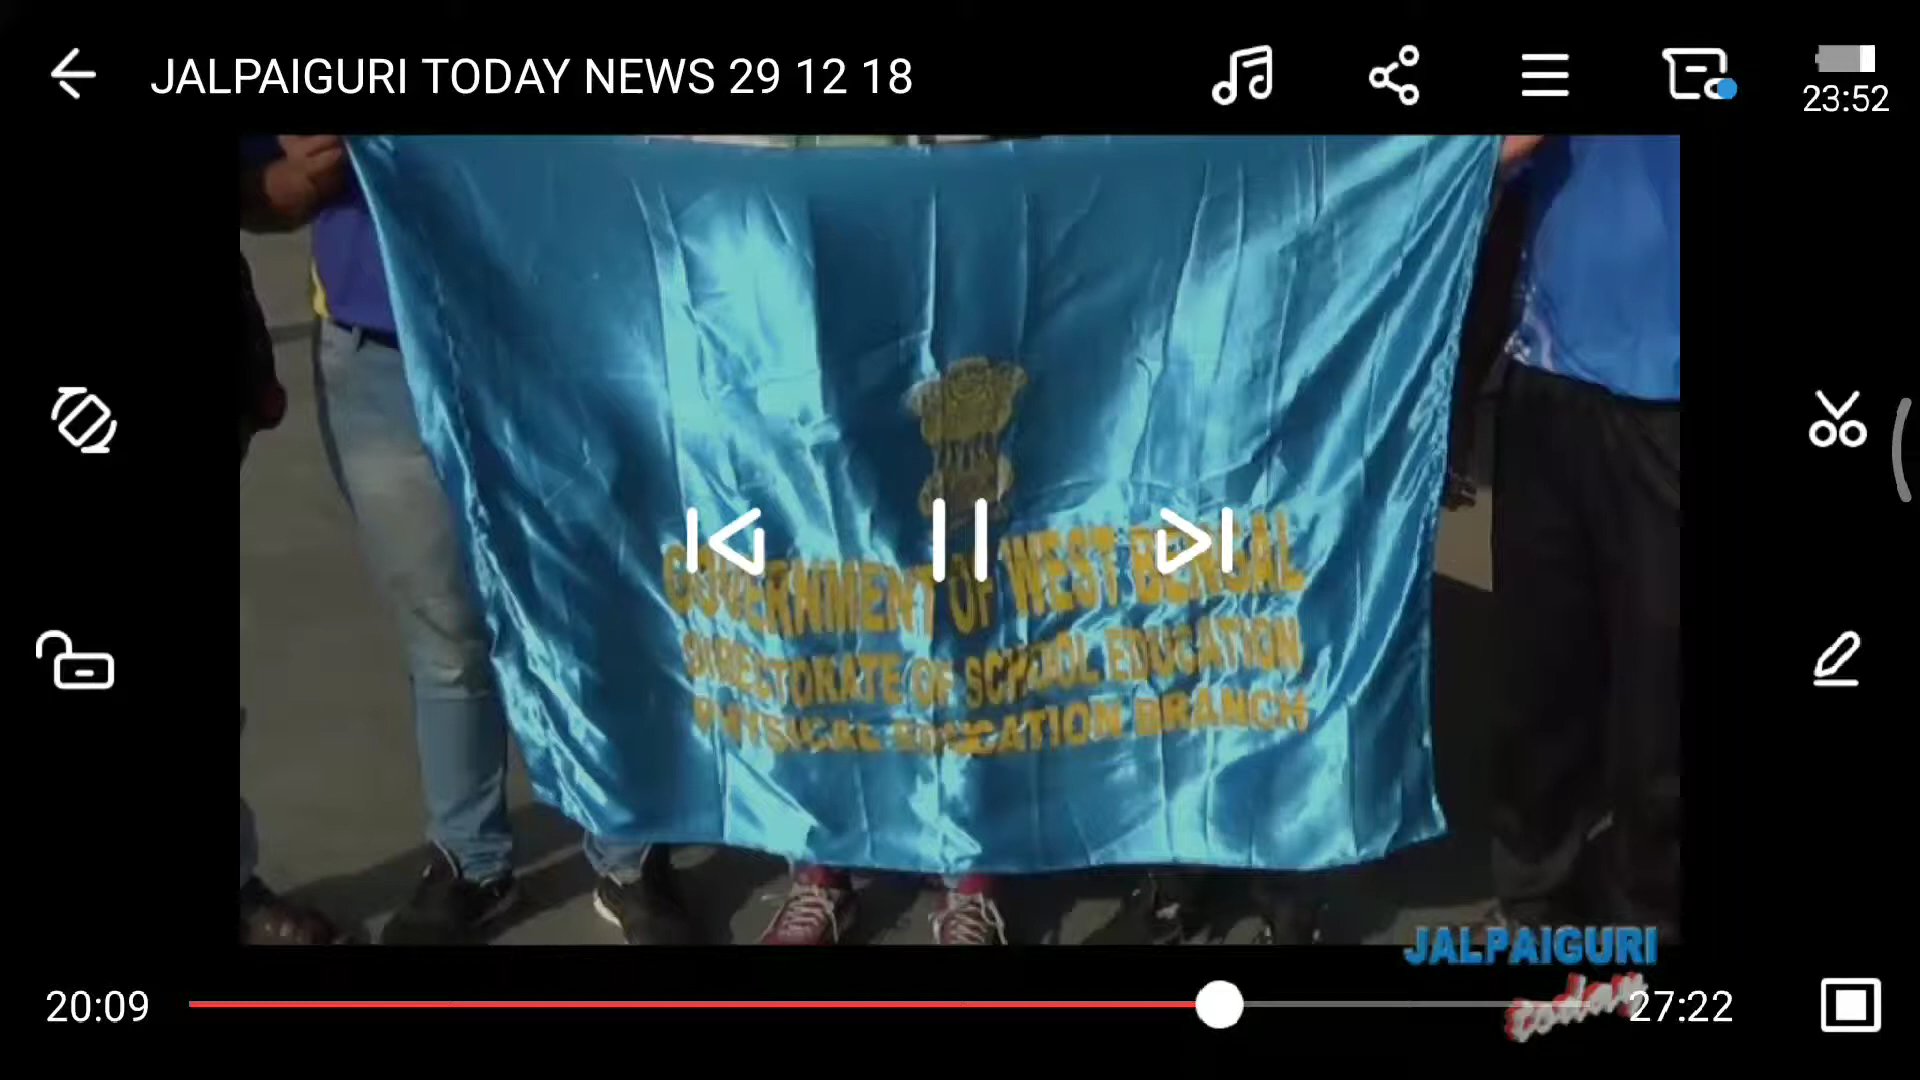 JALPAIGURI TODAY NEWS 29 12 18
23:52
GOVERNMENT OF WEST BENGAL
DIRECTORATE OF SCHOOL EDUCATION
PHYSICAL EDUCATION BRANCH
JALPAIGURI
today
20:09
27:22